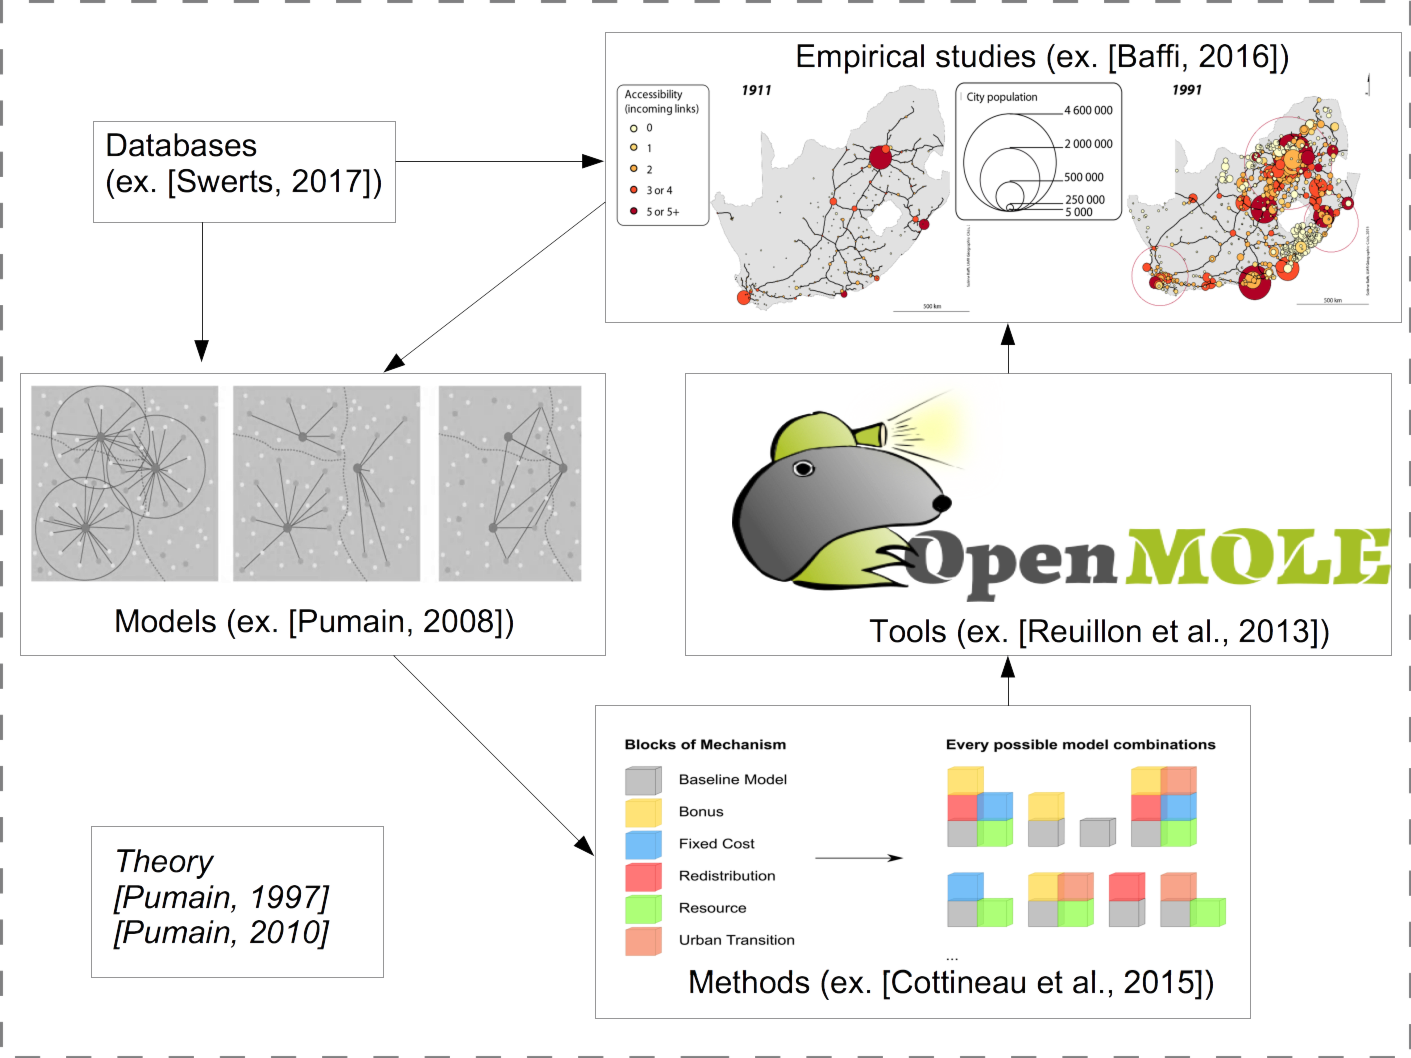 Empirical studies (ex. [Baffi, 2016])
Databases
(ex. [Swerts, 2017])
Accessibility
(incoming links)
0
1
2
3 or 4
5 or 5+
1911
500 km
City population
4 600 000
2 000 000
500 000
250 000
5 000
1991
500 km
Models (ex. [Pumain, 2008])
OpenMOLE
Tools (ex. [Reuillon et al., 2013])
Blocks of Mechanism
Baseline Model
Bonus
Fixed Cost
Redistribution
Resource
Urban Transition
Every possible model combinations
...
Methods (ex. [Cottineau et al., 2015])
Theory
[Pumain, 1997]
[Pumain, 2010]